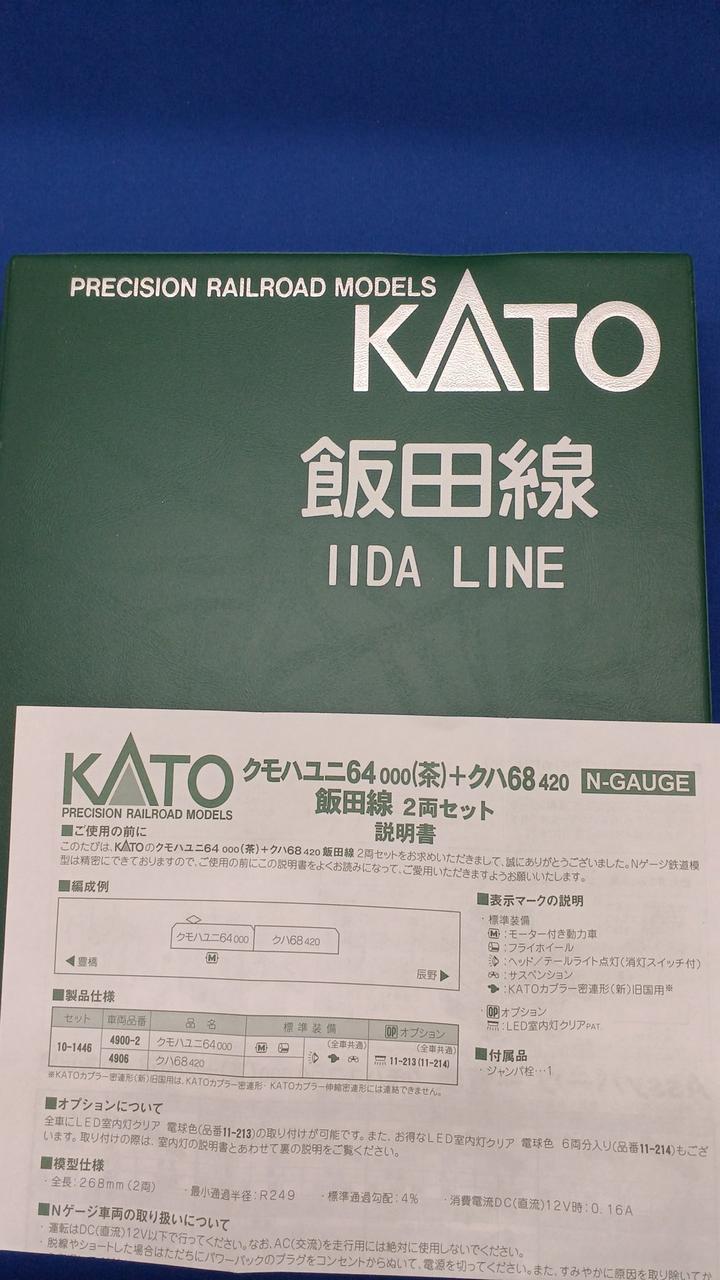 PRECISION RAILROAD MODELS
KATO
飯田線
IIDA LINE
KATO
PRECISION RAILROAD MODELS
クモハユニ64 000(茶)+クハ68 420 N-GAUGE
飯田線 2両セット
説明書
■ご使用の前に
このたびは、KATOのクモハユニ64 000(茶)+クハ68 420 飯田線 2両セットをお求めいただきまして、誠にありがとうございました。Nゲージ鉄道模
型は精密にできておりますので、ご使用の前にこの説明書をよくお読みになって、ご愛用いただきますようお願いいたします。
■編成例
クモハユニ64 000 クハ68 420
M
◀豊橋
辰野▶
■表示マークの説明
・標準装備
M:モーター付き動力車
:フライホイール
:ヘッド/テールライト点灯(消灯スイッチ付)
:サスペンション
:KATOカプラー密連形(新)旧国用※
・OPオプション
:LED室内灯クリアPAT.
■付属品
・ジャンパ栓…1
■製品仕様
セット 車両品番 品名 標準装備 OPオプション
10-1446 4900-2 クモハユニ64 000 M (全車共通) (全車共通)
4906 クハ68 420 11-213(11-214)
※KATOカプラー密連形(新)旧国用は、KATOカプラー密連形・KATOカプラー伸縮密連形には連結できません。
■オプションについて
全車にLED室内灯クリア 電球色(品番11-213)の取り付けが可能です。また、お得なLED室内灯クリア 電球色 6両分入り(品番11-214)もござ
います。取り付けの際は、室内灯の説明書とあわせて裏の説明をご覧ください。
■模型仕様
・全長:268mm(2両) ・最小通過半径:R249 ・標準通過勾配:4% ・消費電流DC(直流)12V時:0.16A
■Nゲージ車両の取り扱いについて
・運転はDC(直流)12V以下で行ってください。なお、AC(交流)を走行用には絶対に使用しないでください。
・脱線やショートした場合はただちにパワーパックのプラグをコンセントからぬいて、電源を切ってください。また、すみやかに原因を取り除いてか